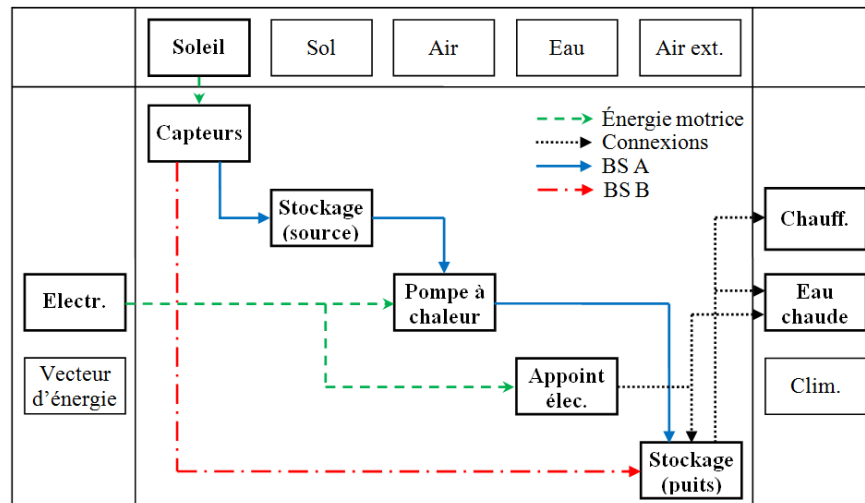 Soleil
Sol
Air
Eau
Air ext.
Capteurs
Énergie motrice
Connexions
BS A
BS B
Stockage
(source)
Chauff.
Electr.
Pompe à
chaleur
Eau
chaude
Vecteur
d’énergie
Appoint
élec.
Clim.
Stockage
(puits)